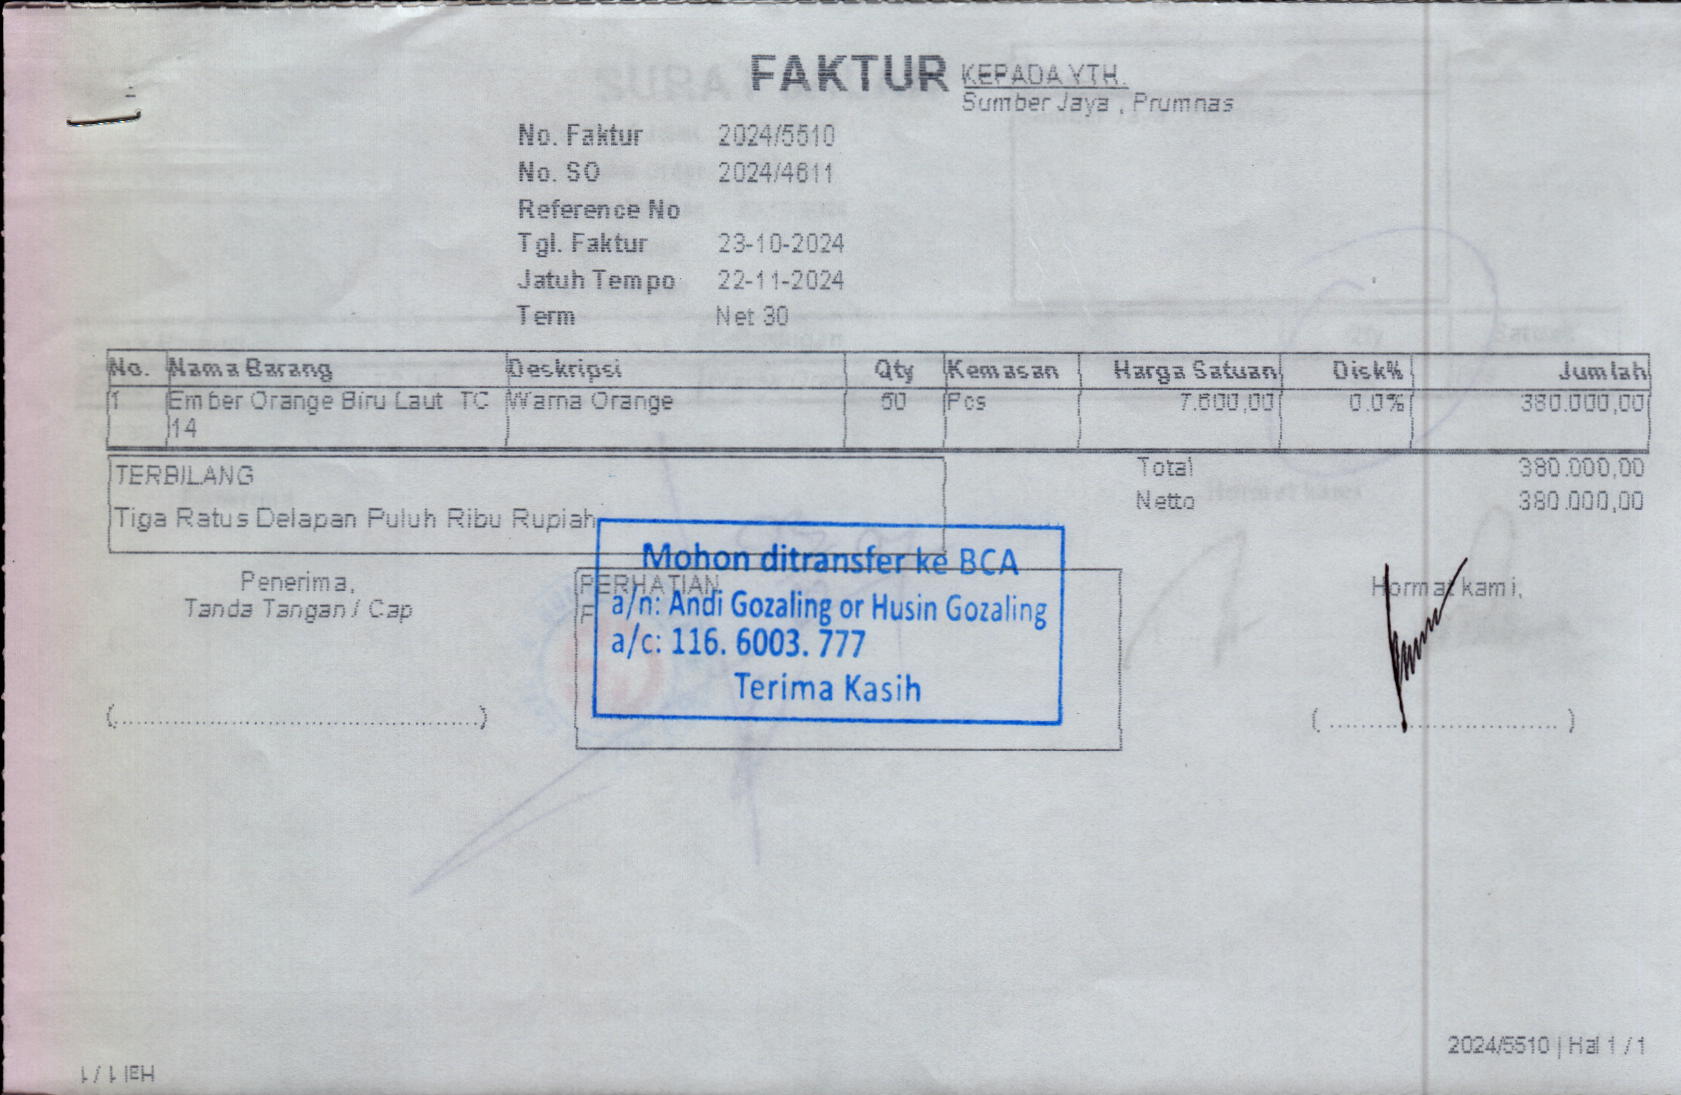 FAKTUR
KEPADA YTH.
Sumber Jaya , Prumnas
No. Faktur 2024/5510
No. SO 2024/4611
Reference No
Tgl. Faktur 23-10-2024
Jatuh Tempo 22-11-2024
Term Net 30
No. Nama Barang Deskripsi Qty Kemasan Harga Satuan Disk% Jumlah
1 Ember Orange Biru Laut TC Warna Orange 50 Pcs 7.600,00 0.0% 380.000,00
14
TERBILANG
Tiga Ratus Delapan Puluh Ribu Rupiah
Total 380.000,00
Netto 380.000,00
Penerima,
Tanda Tangan / Cap
PERHATIAN
Mohon ditransfer ke BCA
a/n: Andi Gozaling or Husin Gozaling
a/c: 116. 6003. 777
Terima Kasih
Hormat kami,
2024/5510 | Hal 1 / 1
Hal 1 / 1